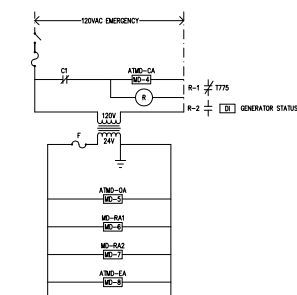 120VAC EMERGENCY
C1
ATMD-CA
MD-4
R-1 T775
R
R-2 DI GENERATOR STATUS
120V
24V
F
ATMD-OA
MD-5
MD-RA1
MD-6
MD-RA2
MD-7
ATMD-EA
MD-8